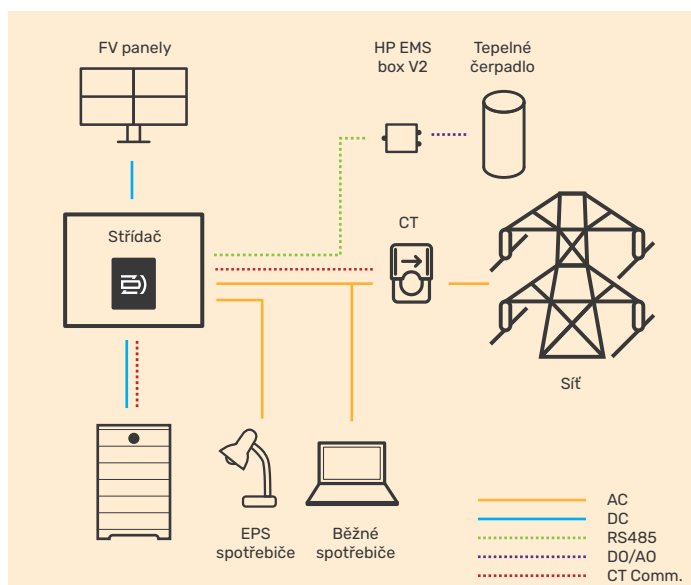 FV panely
HP EMS
box V2
Tepelné
čerpadlo
Střídač
CT
Síť
EPS
spotřebiče
Běžné
spotřebiče
AC
DC
RS485
DO/AO
CT Comm.